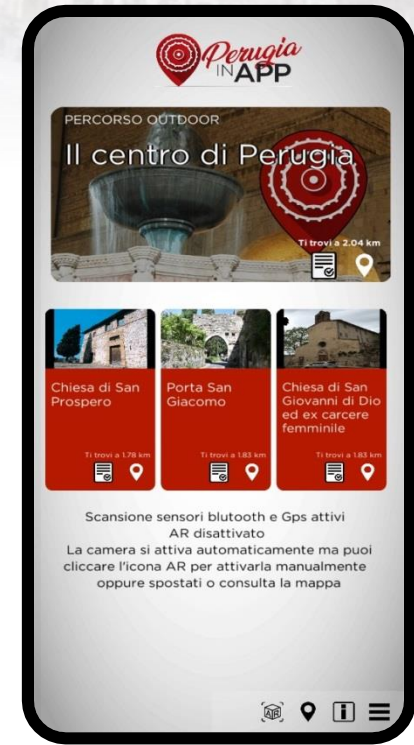 Perugia
INAPP
PERCORSO OUTDOOR
Il centro di Perugia
Ti trovi a 2.04 km
Chiesa di San
Prospero
Ti trovi a 1.78 km
Porta San
Giacomo
Ti trovi a 1.83 km
Chiesa di San
Giovanni di Dio
ed ex carcere
femminile
Ti trovi a 1.83 km
Scansione sensori blutooth e Gps attivi
AR disattivato
La camera si attiva automaticamente ma puoi
cliccare l'icona AR per attivarla manualmente
oppure spostati o consulta la mappa
AR